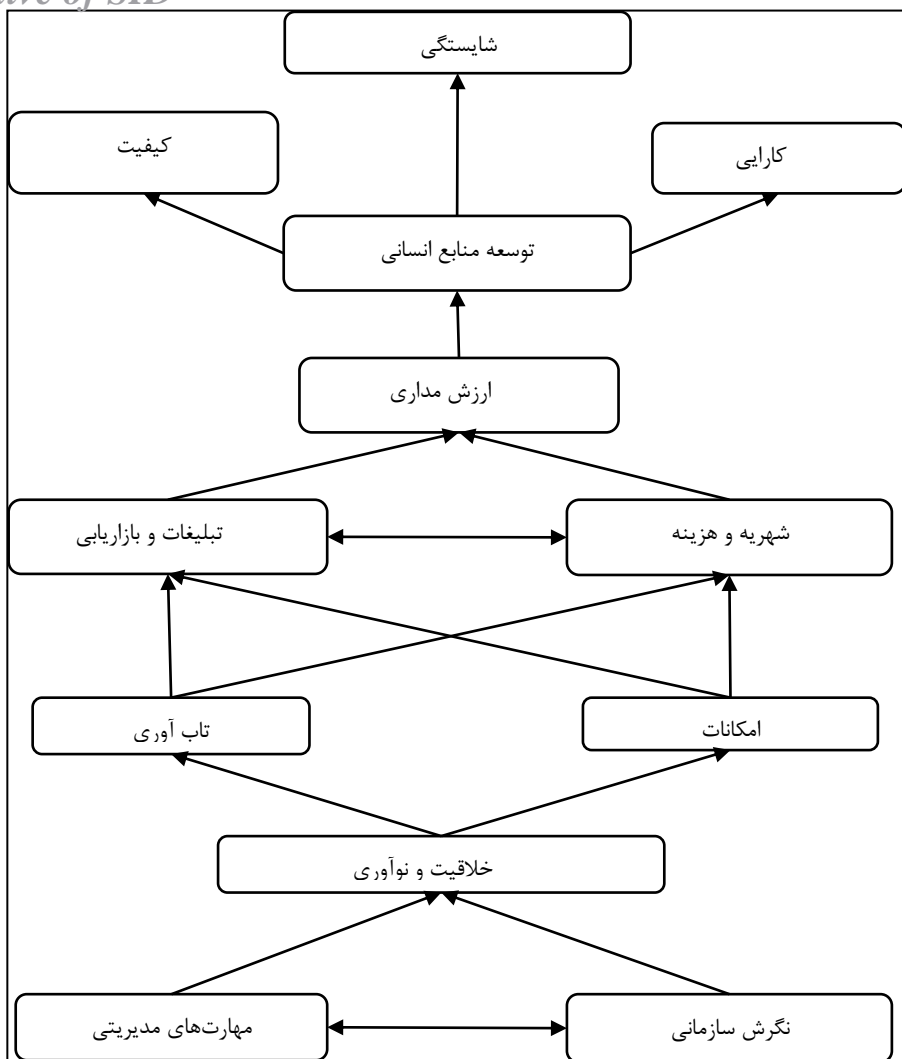 of SID
شایستگی
کارایی
کیفیت
توسعه منابع انسانی
ارزش مداری
شهریه و هزینه
تبلیغات و بازاریابی
امکانات
تاب آوری
خلاقیت و نوآوری
نگرش سازمانی
مهارت‌های مدیریتی